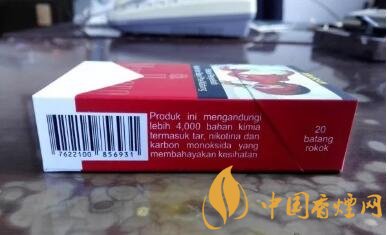 Produk ini mengandungi
lebih 4,000 bahan kimia
termasuk tar, nikotina dan
karbon monoksida yang
membahayakan kesihatan
20
batang
rokok
7622100 856931
中国香烟网